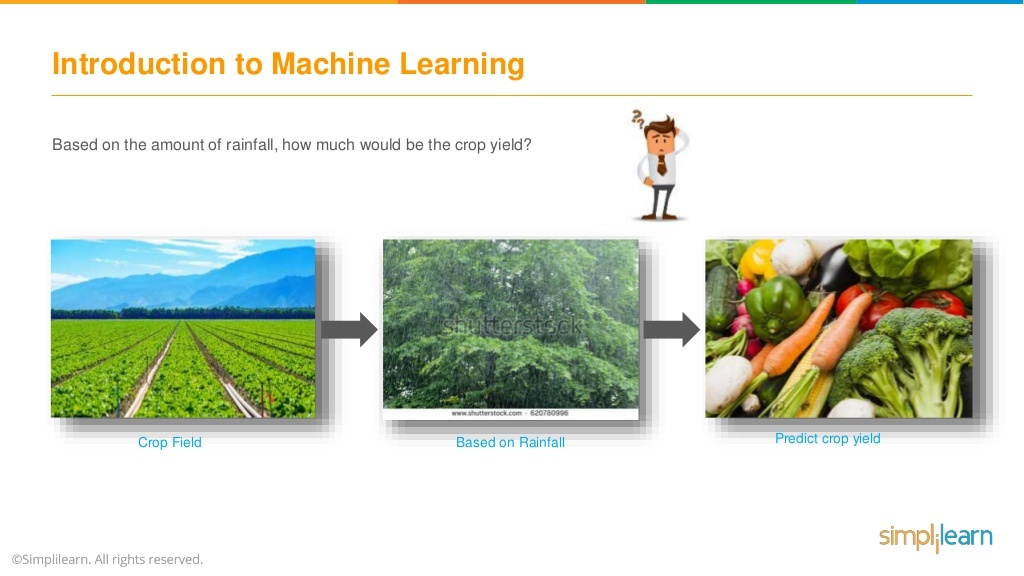 Introduction to Machine Learning
Based on the amount of rainfall, how much would be the crop yield?
??
shutterstock
www.shutterstock.com · 620780996
Crop Field
Based on Rainfall
Predict crop yield
simplilearn
©Simplilearn. All rights reserved.